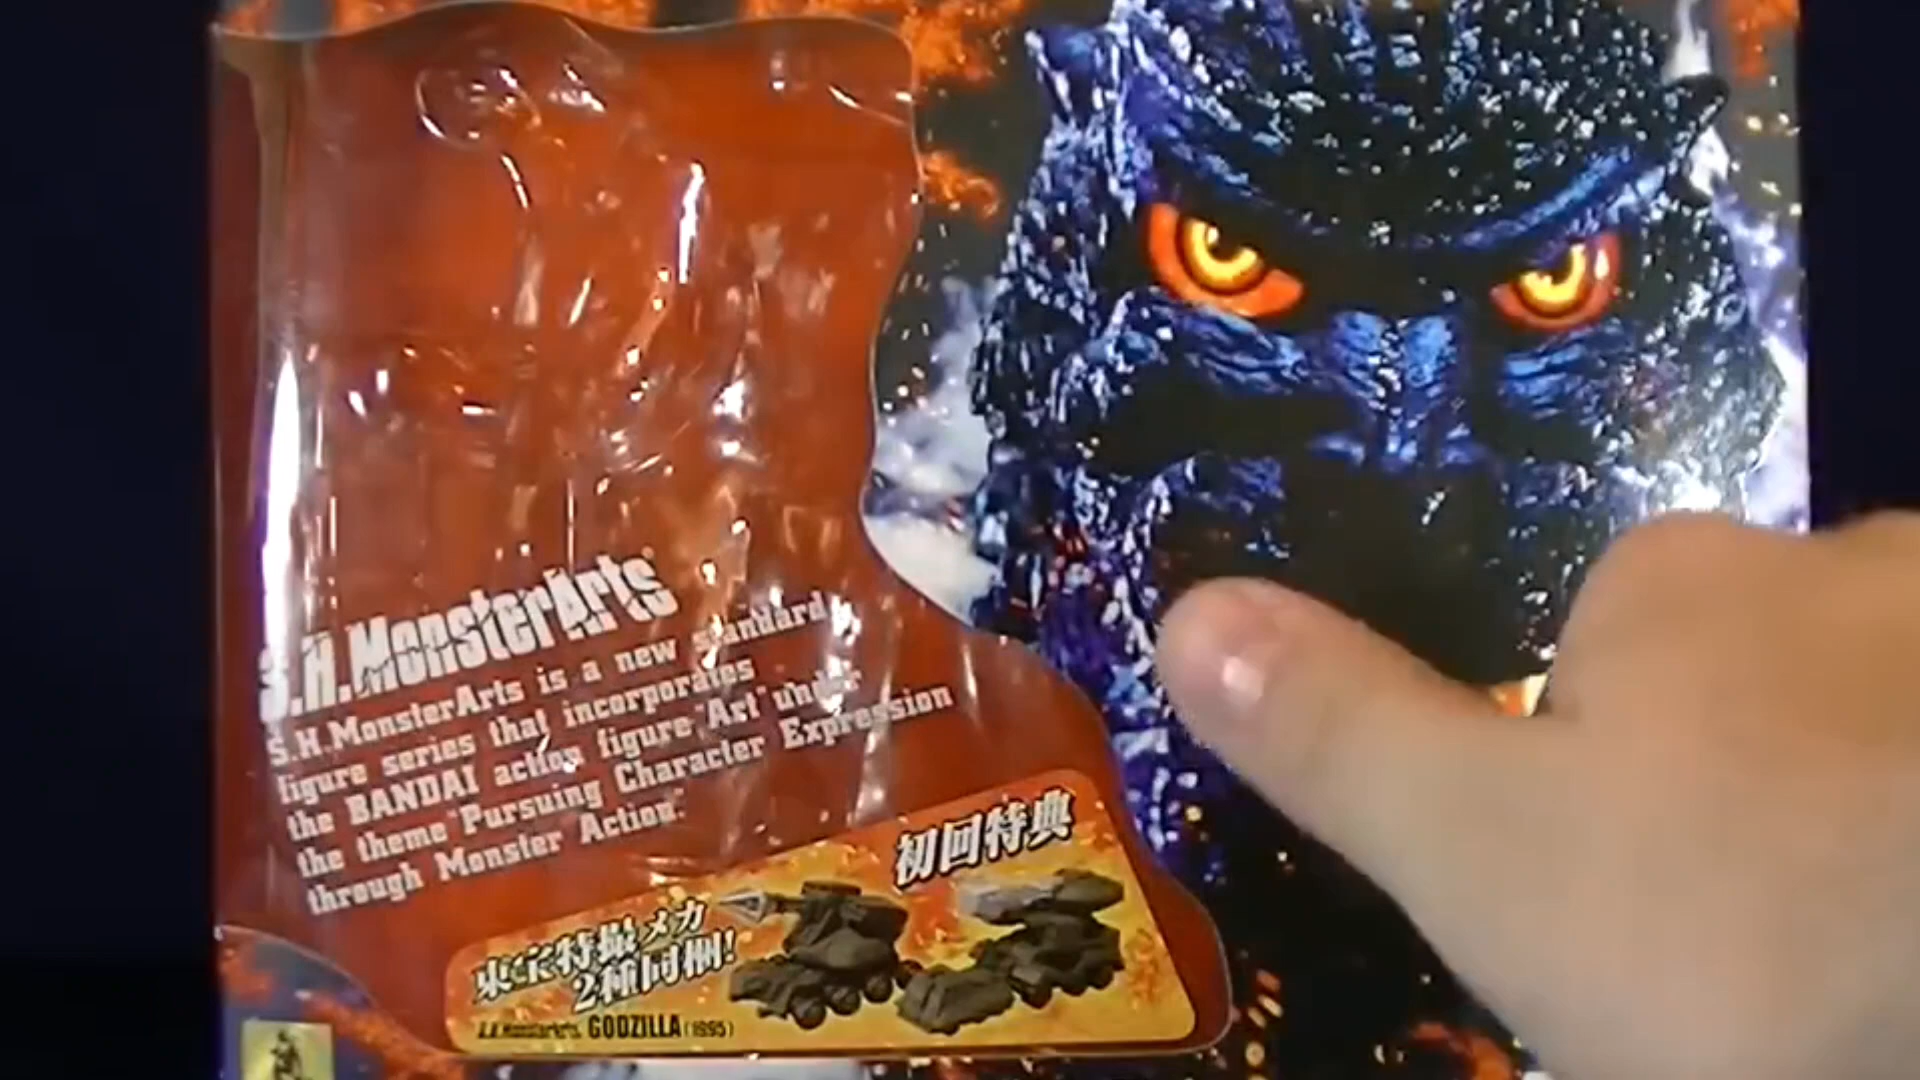 S.H.MonsterArts
S.H.MonsterArts is a new standard
figure series that incorporates
the BANDAI action figure "Art" under
the theme "Pursuing Character Expression
through Monster Action."
初回特典
東宝特撮メカ
2種同梱!
S.H.MonsterArts GODZILLA (1995)